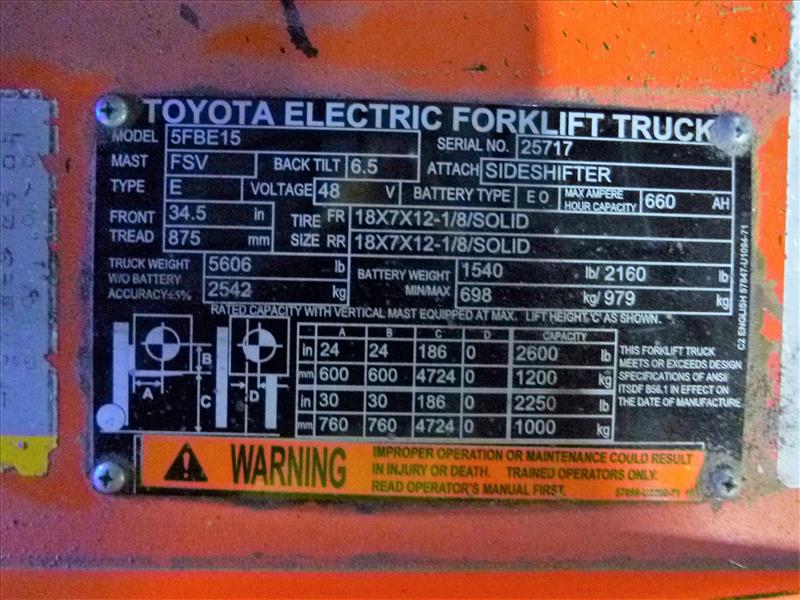 TOYOTA ELECTRIC FORKLIFT TRUCK
MODEL 5FBE15 SERIAL NO. 25717
MAST FSV BACK TILT 6.5 ATTACH SIDESHIFTER
TYPE E VOLTAGE 48 V BATTERY TYPE E O MAX AMPERE HOUR CAPACITY 660 AH
FRONT TREAD 34.5 in TIRE SIZE FR 18X7X12-1/8/SOLID
875 mm RR 18X7X12-1/8/SOLID
TRUCK WEIGHT W/O BATTERY ACCURACY±5% 5606 lb BATTERY WEIGHT MIN/MAX 1540 lb/ 2160 lb
2542 kg 698 kg/ 979 kg
RATED CAPACITY WITH VERTICAL MAST EQUIPPED AT MAX. LIFT HEIGHT,'C' AS SHOWN.
A B C D CAPACITY
in 24 24 186 0 2600 lb
mm 600 600 4724 0 1200 kg
in 30 30 186 0 2250 lb
mm 760 760 4724 0 1000 kg
A B C D
THIS FORKLIFT TRUCK
MEETS OR EXCEEDS DESIGN
SPECIFICATIONS OF ANSI/
ITSDF B56.1 IN EFFECT ON
THE DATE OF MANUFACTURE.
C2 ENGLISH 57847-U1094-71
WARNING
IMPROPER OPERATION OR MAINTENANCE COULD RESULT
IN INJURY OR DEATH. TRAINED OPERATORS ONLY.
READ OPERATOR'S MANUAL FIRST.